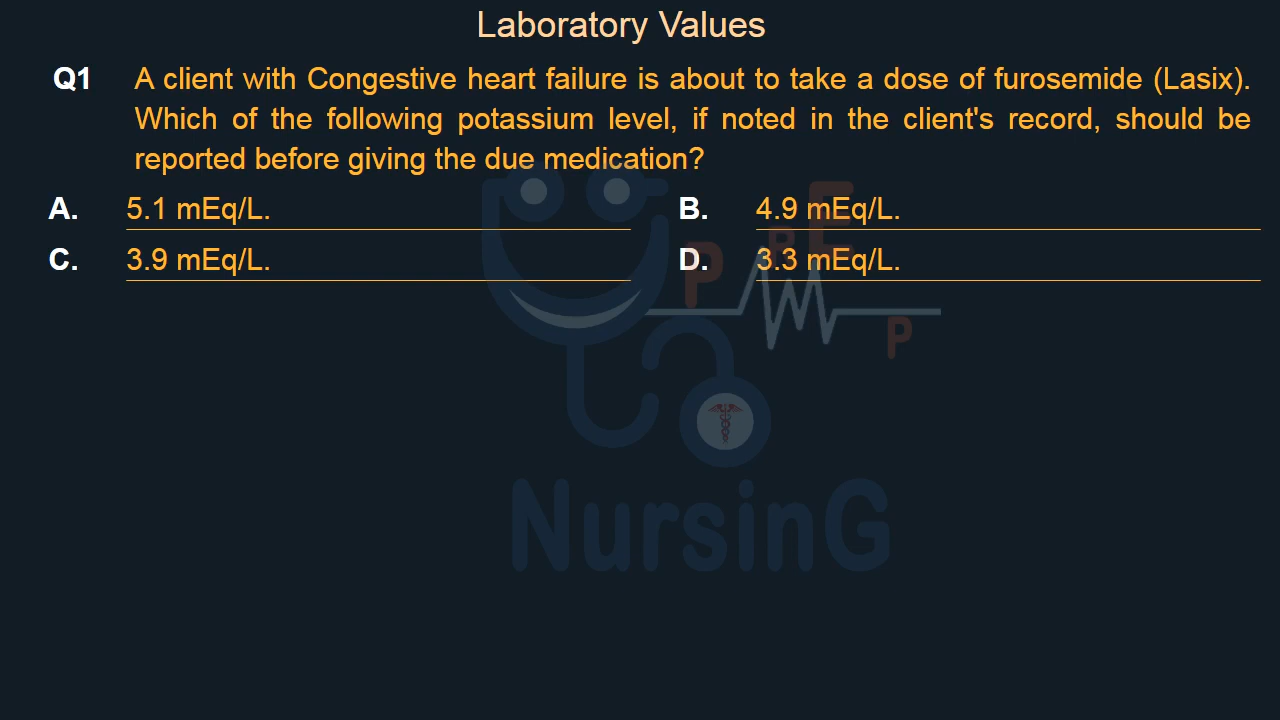 Laboratory Values
Q1 A client with Congestive heart failure is about to take a dose of furosemide (Lasix).
Which of the following potassium level, if noted in the client's record, should be
reported before giving the due medication?
A. 5.1 mEq/L. B. 4.9 mEq/L.
C. 3.9 mEq/L. D. 3.3 mEq/L.
P R E P
NursinG